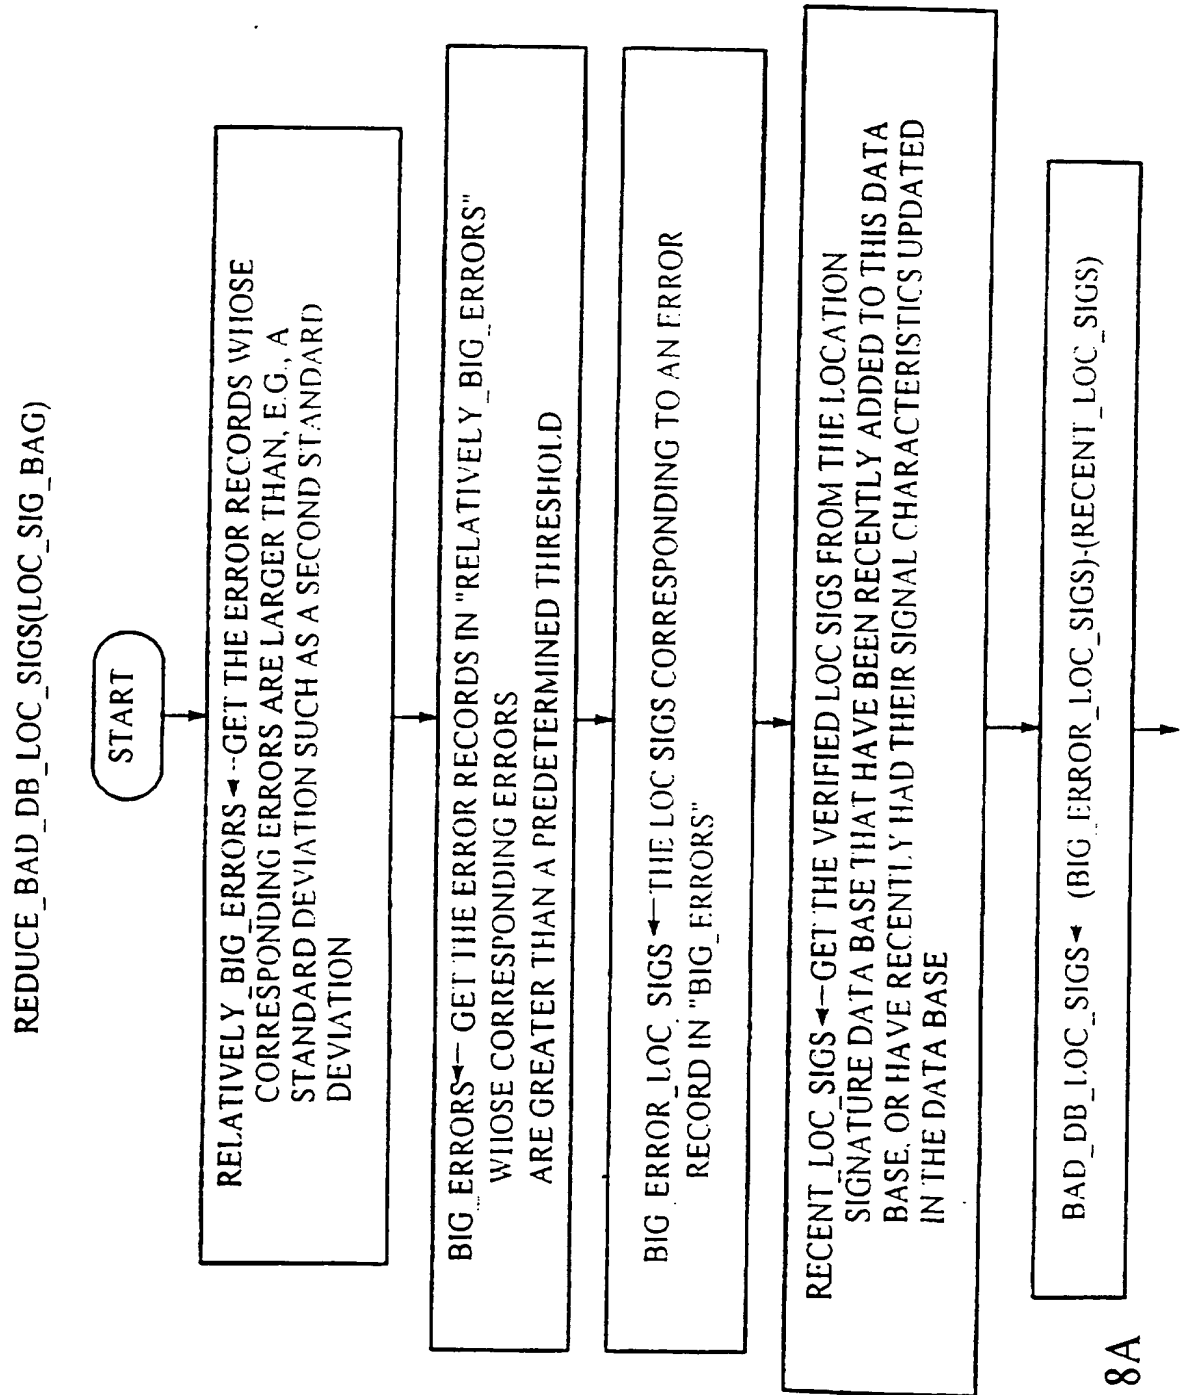 REDUCE_BAD_DB_LOC_SIGS(LOC_SIG_BAG)
START
RELATIVELY_BIG_ERRORS ◄--GET THE ERROR RECORDS WHOSE
CORRESPONDING ERRORS ARE LARGER THAN, E.G., A
STANDARD DEVIATION SUCH AS A SECOND STANDARD
DEVIATION
BIG_ERRORS◄— GET THE ERROR RECORDS IN "RELATIVELY_BIG_ERRORS"
WHOSE CORRESPONDING ERRORS
ARE GREATER THAN A PREDETERMINED THRESHOLD
BIG_ERROR_LOC_SIGS ◄—THE LOC SIGS CORRESPONDING TO AN ERROR
RECORD IN "BIG_ERRORS"
RECENT_LOC_SIGS ◄—GET THE VERIFIED LOC SIGS FROM THE LOCATION
SIGNATURE DATA BASE THAT HAVE BEEN RECENTLY ADDED TO THIS DATA
BASE, OR HAVE RECENTLY HAD THEIR SIGNAL CHARACTERISTICS UPDATED
IN THE DATA BASE
BAD_DB_LOC_SIGS◄ (BIG_ERROR_LOC_SIGS)-(RECENT_LOC_SIGS)
8A